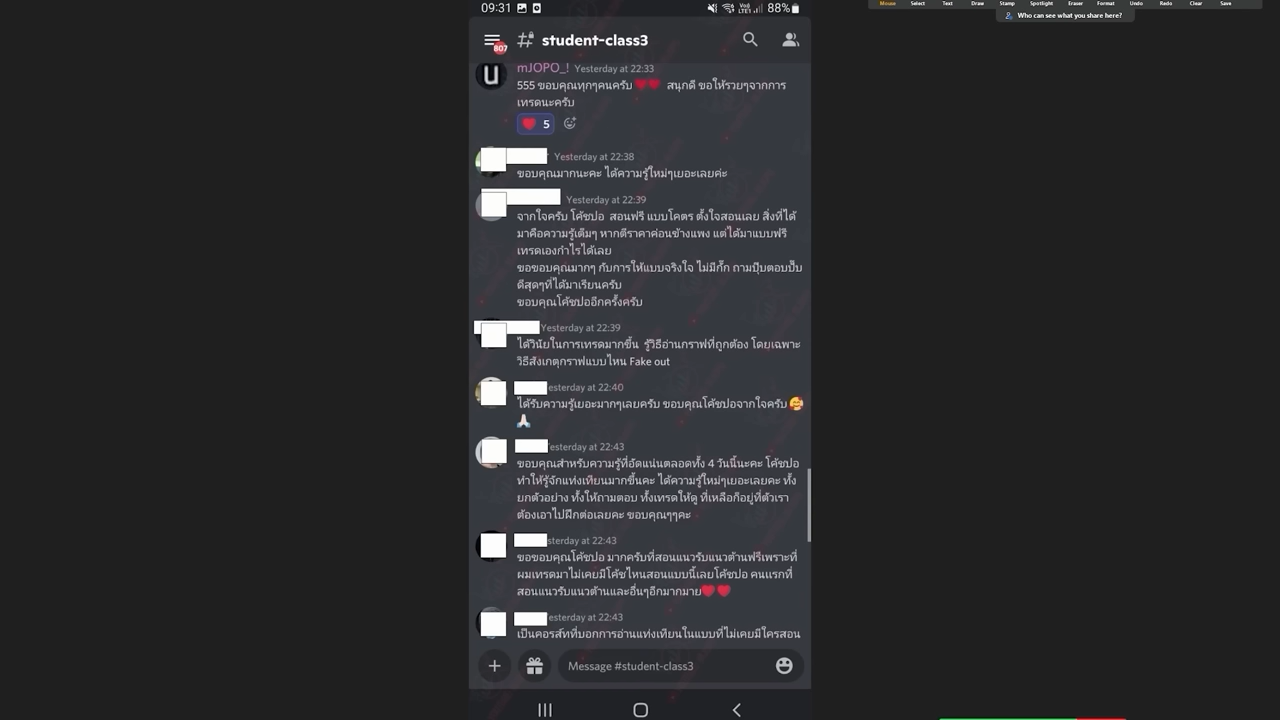 Mouse Select Text Draw Stamp Spotlight Eraser Format Undo Redo Clear Save
Who can see what you share here?
09:31
88%
807
student-class3
mJOPO_! Yesterday at 22:33
555 ขอบคุณทุกๆคนครับ❤️❤️ สนุกดี ขอให้รวยๆจากการ
เทรดนะครับ
❤️ 5
Yesterday at 22:38
ขอบคุณมากนะคะ ได้ความรู้ใหม่ๆเยอะเลยค่ะ
Yesterday at 22:39
จากใจครับ โค้ชปอ สอนฟรี แบบโคตร ตั้งใจสอนเลย สิ่งที่ได้
มาคือความรู้เต็มๆ หากตีราคาค่อนข้างแพง แต่ได้มาแบบฟรี
เทรดเองกำไรได้เลย
ขอขอบคุณมากๆ กับการให้แบบจริงใจ ไม่มีกั๊ก ถามปุ๊บตอบปั๊บ
ดีสุดๆที่ได้มาเรียนครับ
ขอบคุณโค้ชปออีกครั้งครับ
Yesterday at 22:39
ได้วินัยในการเทรดมากขึ้น รู้วิธีอ่านกราฟที่ถูกต้อง โดยเฉพาะ
วิธีสังเกตุกราฟแบบไหน Fake out
esterday at 22:40
ได้รับความรู้เยอะมากๆเลยครับ ขอบคุณโค้ชปอจากใจครับ🥰
🙏🏻
esterday at 22:43
ขอบคุณสำหรับความรู้ที่อัดแน่นตลอดทั้ง 4 วันนี้นะคะ โค้ชปอ
ทำให้รู้จักแท่งเทียนมากขึ้นคะ ได้ความรู้ใหม่ๆเยอะเลยคะ ทั้ง
ยกตัวอย่าง ทั้งให้ถามตอบ ทั้งเทรดให้ดู ที่เหลือก็อยู่ที่ตัวเรา
ต้องเอาไปฝึกต่อเลยคะ ขอบคุณๆๆคะ
sterday at 22:43
ขอขอบคุณโค้ชปอ มากครับที่สอนแนวรับแนวต้านฟรีเพราะที่
ผมเทรดมาไม่เคยมีโค้ชไหนสอนแบบนี้เลยโค้ชปอ คนแรกที่
สอนแนวรับแนวต้านและอื่นๆอีกมากมาย❤️❤️
esterday at 22:43
เป็นคอร์สัทที่บอกการอ่านแท่งเทียนในแบบที่ไม่เคยมีใครสอน
Message #student-class3